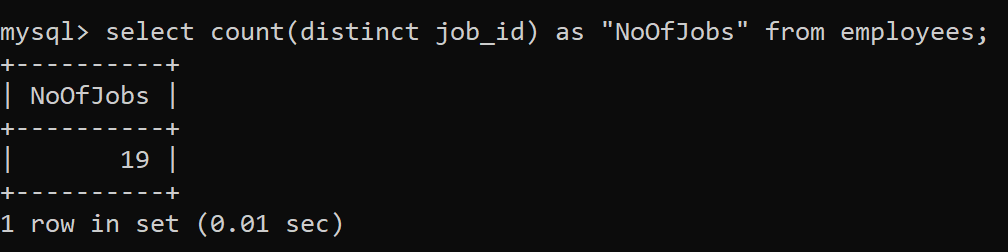 mysql> select count(distinct job_id) as "NoOfJobs" from employees;
+----------+
| NoOfJobs |
+----------+
|       19 |
+----------+
1 row in set (0.01 sec)